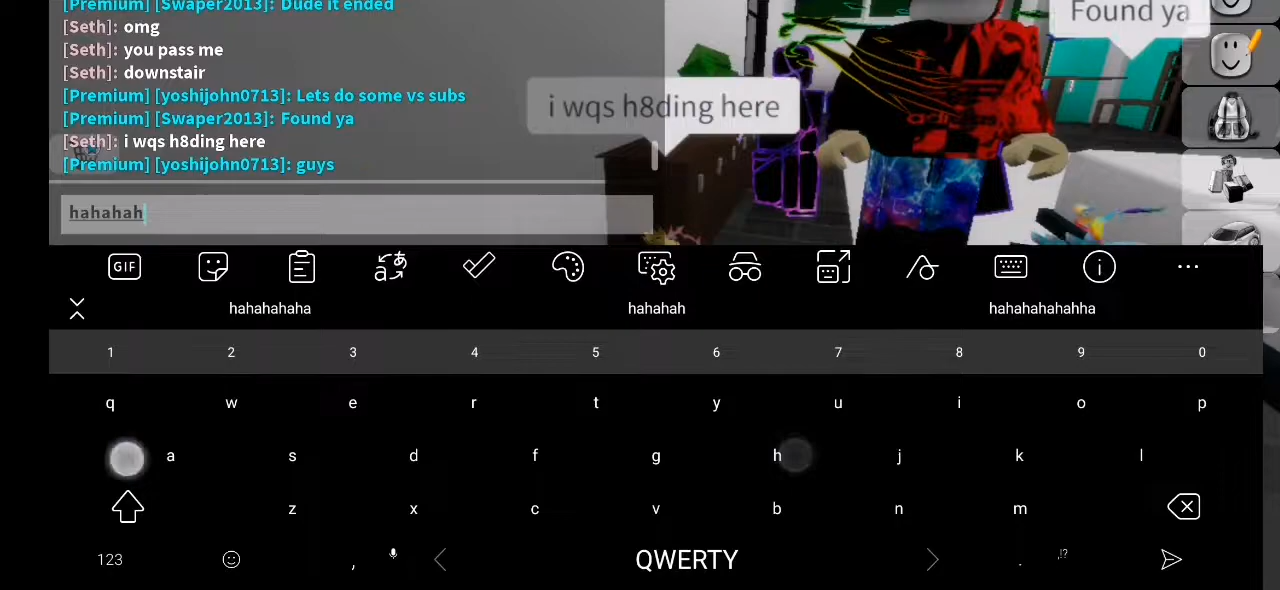 [Premium] [Swaper2013]: Dude it ended
[Seth]: omg
[Seth]: you pass me
[Seth]: downstair
[Premium] [yoshijohn0713]: Lets do some vs subs
[Premium] [Swaper2013]: Found ya
[Seth]: i wqs h8ding here
[Premium] [yoshijohn0713]: guys
hahahah
Found ya
i wqs h8ding here
GIF
hahahahaha hahahah hahahahahahha
1 2 3 4 5 6 7 8 9 0
q w e r t y u i o p
a s d f g h j k l
z x c v b n m
123 , QWERTY . ,!?